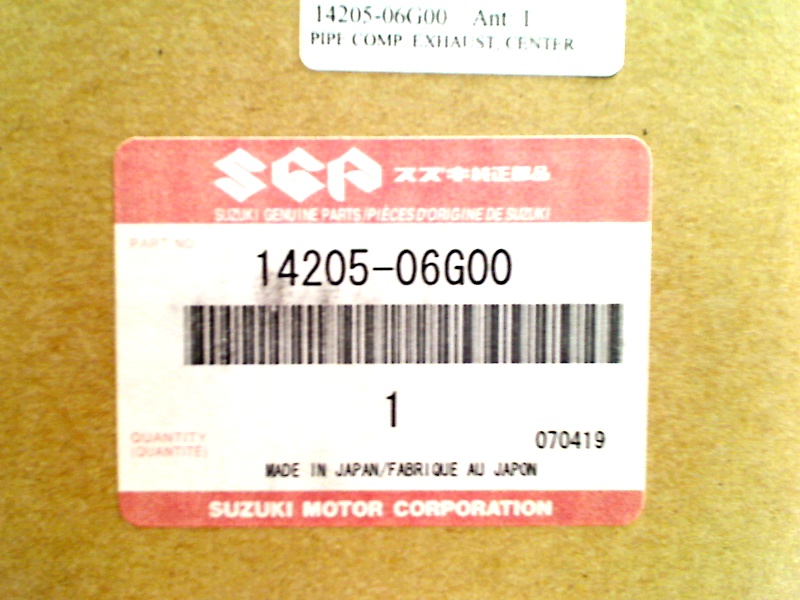 14205-06G00 Ant 1
PIPE COMP. EXHAUST, CENTER
SGP スズキ純正部品
SUZUKI GENUINE PARTS/PIÈCES D'ORIGINE DE SUZUKI
PART NO.
14205-06G00
1
QUANTITY
(QUANTITÉ)
070419
MADE IN JAPAN/FABRIQUE AU JAPON
SUZUKI MOTOR CORPORATION